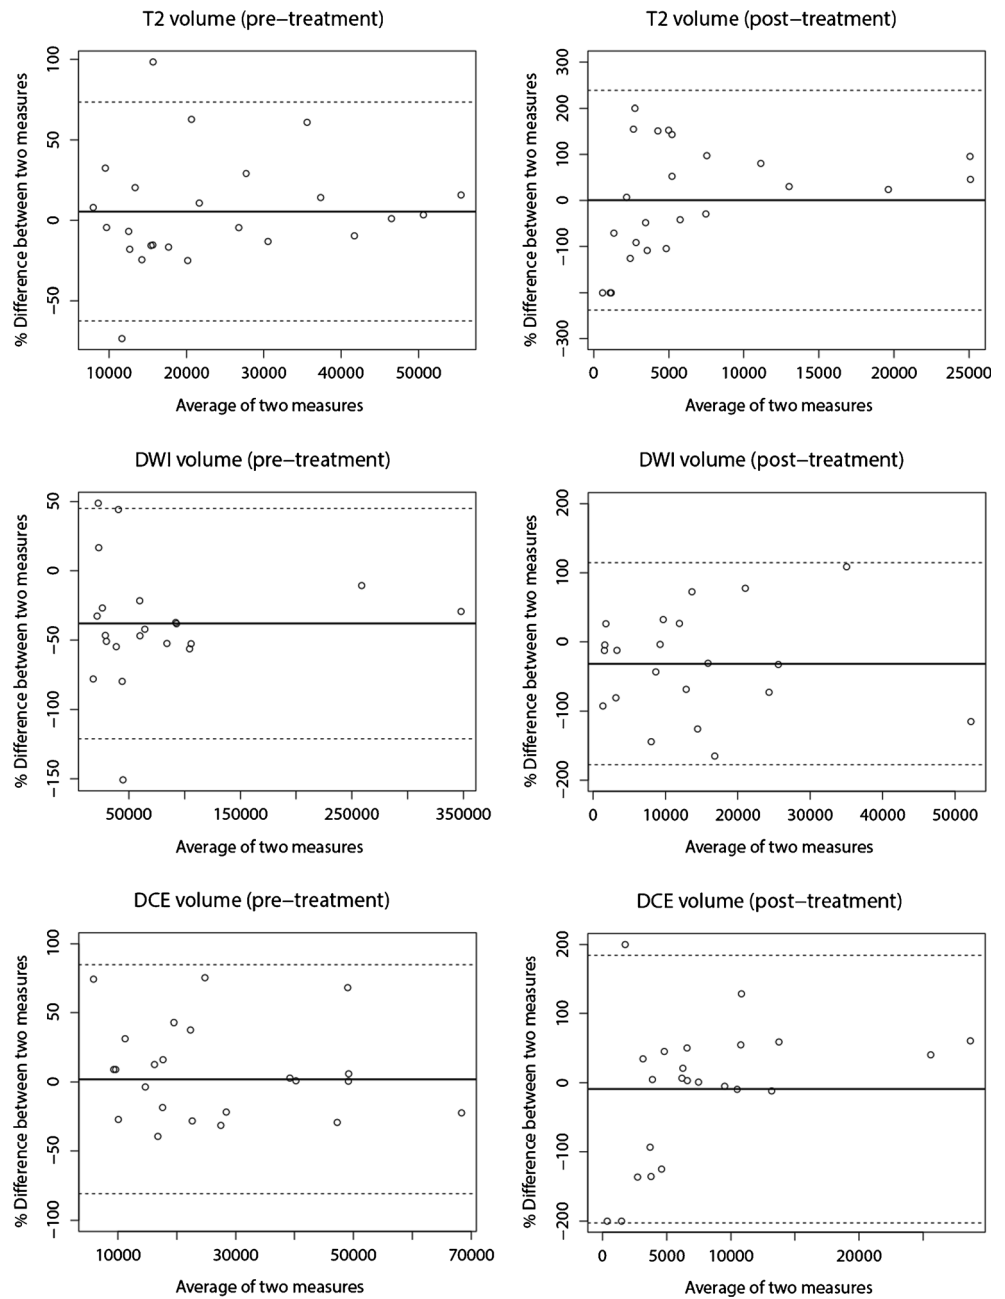 T2 volume (pre−treatment)
% Difference between two measures
100
50
0
−50
10000 20000 30000 40000 50000
Average of two measures
T2 volume (post−treatment)
% Difference between two measures
300
200
100
0
−100
−300
0 5000 10000 15000 20000 25000
Average of two measures
DWI volume (pre−treatment)
% Difference between two measures
50
0
−50
−100
−150
50000 150000 250000 350000
Average of two measures
DWI volume (post−treatment)
% Difference between two measures
200
100
0
−100
−200
0 10000 20000 30000 40000 50000
Average of two measures
DCE volume (pre−treatment)
% Difference between two measures
100
50
0
−50
−100
10000 30000 50000 70000
Average of two measures
DCE volume (post−treatment)
% Difference between two measures
200
100
0
−100
−200
0 5000 10000 20000
Average of two measures